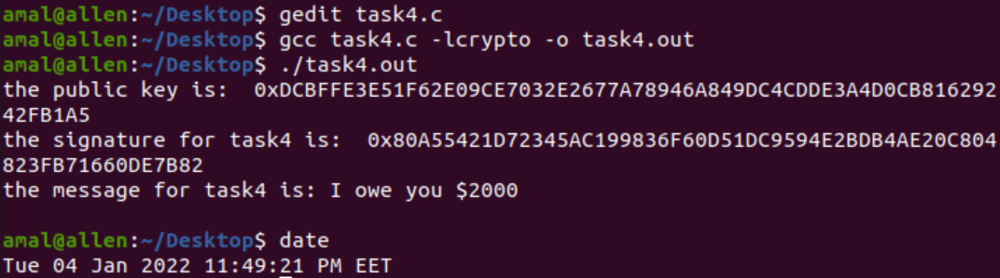 amal@allen:~/Desktop$ gedit task4.c
amal@allen:~/Desktop$ gcc task4.c -lcrypto -o task4.out
amal@allen:~/Desktop$ ./task4.out
the public key is:  0xDCBFFE3E51F62E09CE7032E2677A78946A849DC4CDDE3A4D0CB816292
42FB1A5
the signature for task4 is:  0x80A55421D72345AC199836F60D51DC9594E2BDB4AE20C804
823FB71660DE7B82
the message for task4 is: I owe you $2000
amal@allen:~/Desktop$ date
Tue 04 Jan 2022 11:49:21 PM EET